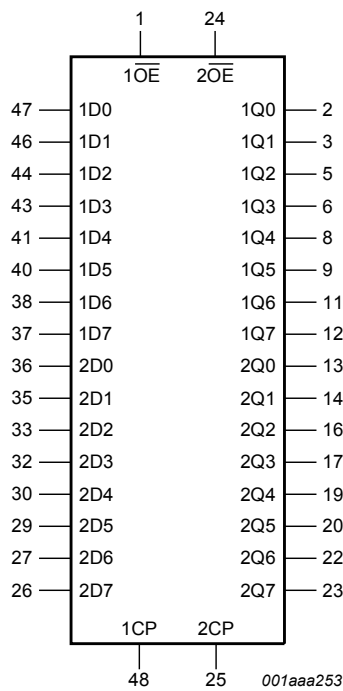 1 24
1O̅E̅ 2O̅E̅
47 1D0 1Q0 2
46 1D1 1Q1 3
44 1D2 1Q2 5
43 1D3 1Q3 6
41 1D4 1Q4 8
40 1D5 1Q5 9
38 1D6 1Q6 11
37 1D7 1Q7 12
36 2D0 2Q0 13
35 2D1 2Q1 14
33 2D2 2Q2 16
32 2D3 2Q3 17
30 2D4 2Q4 19
29 2D5 2Q5 20
27 2D6 2Q6 22
26 2D7 2Q7 23
1CP 2CP
48 25 001aaa253